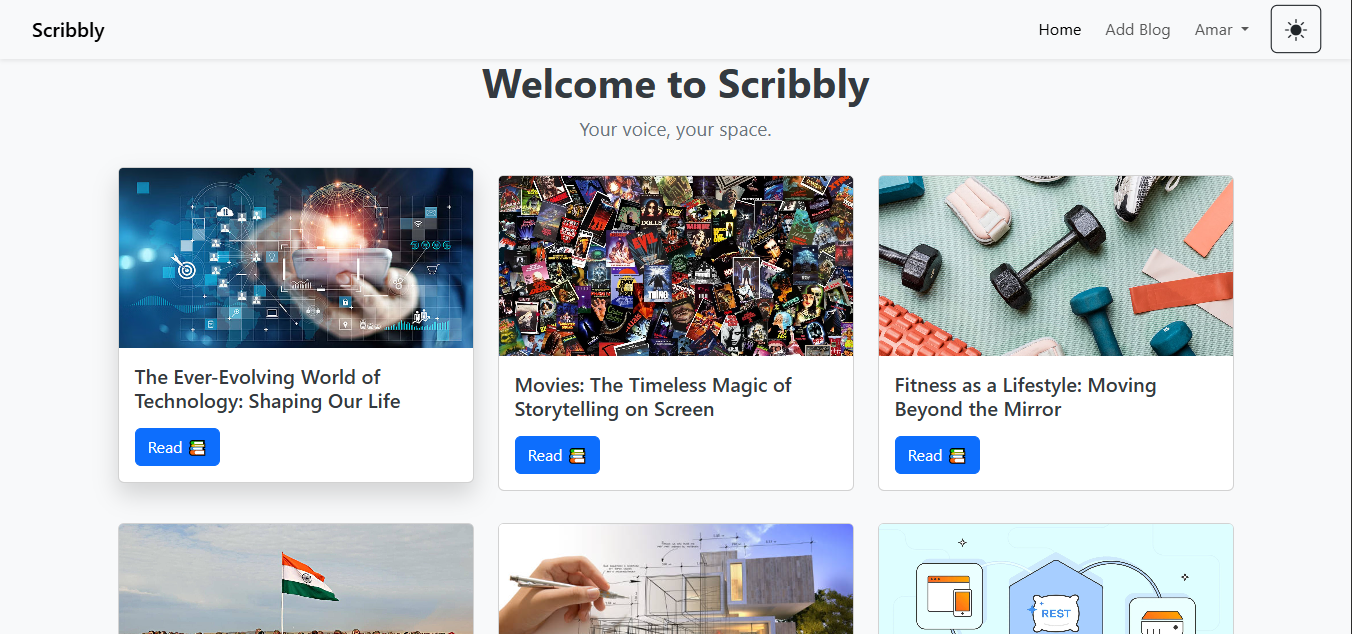 Scribbly
Home Add Blog Amar
Welcome to Scribbly
Your voice, your space.
The Ever-Evolving World of
Technology: Shaping Our Life
Read
Movies: The Timeless Magic of
Storytelling on Screen
Read
Fitness as a Lifestyle: Moving
Beyond the Mirror
Read
REST